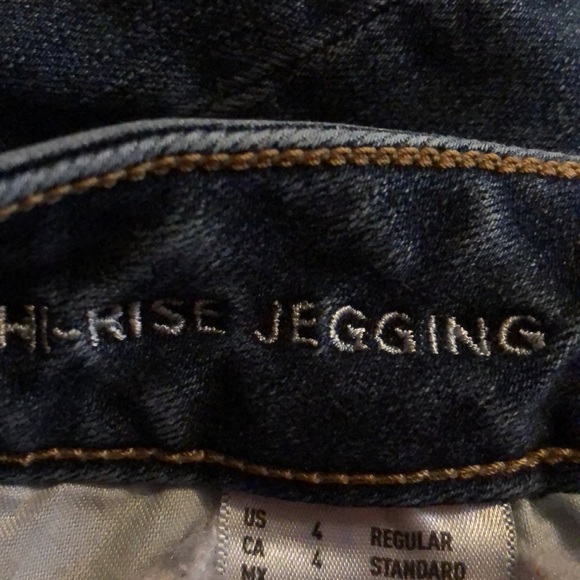 HI-RISE JEGGING
US 4 REGULAR
CA 4 STANDARD
MX